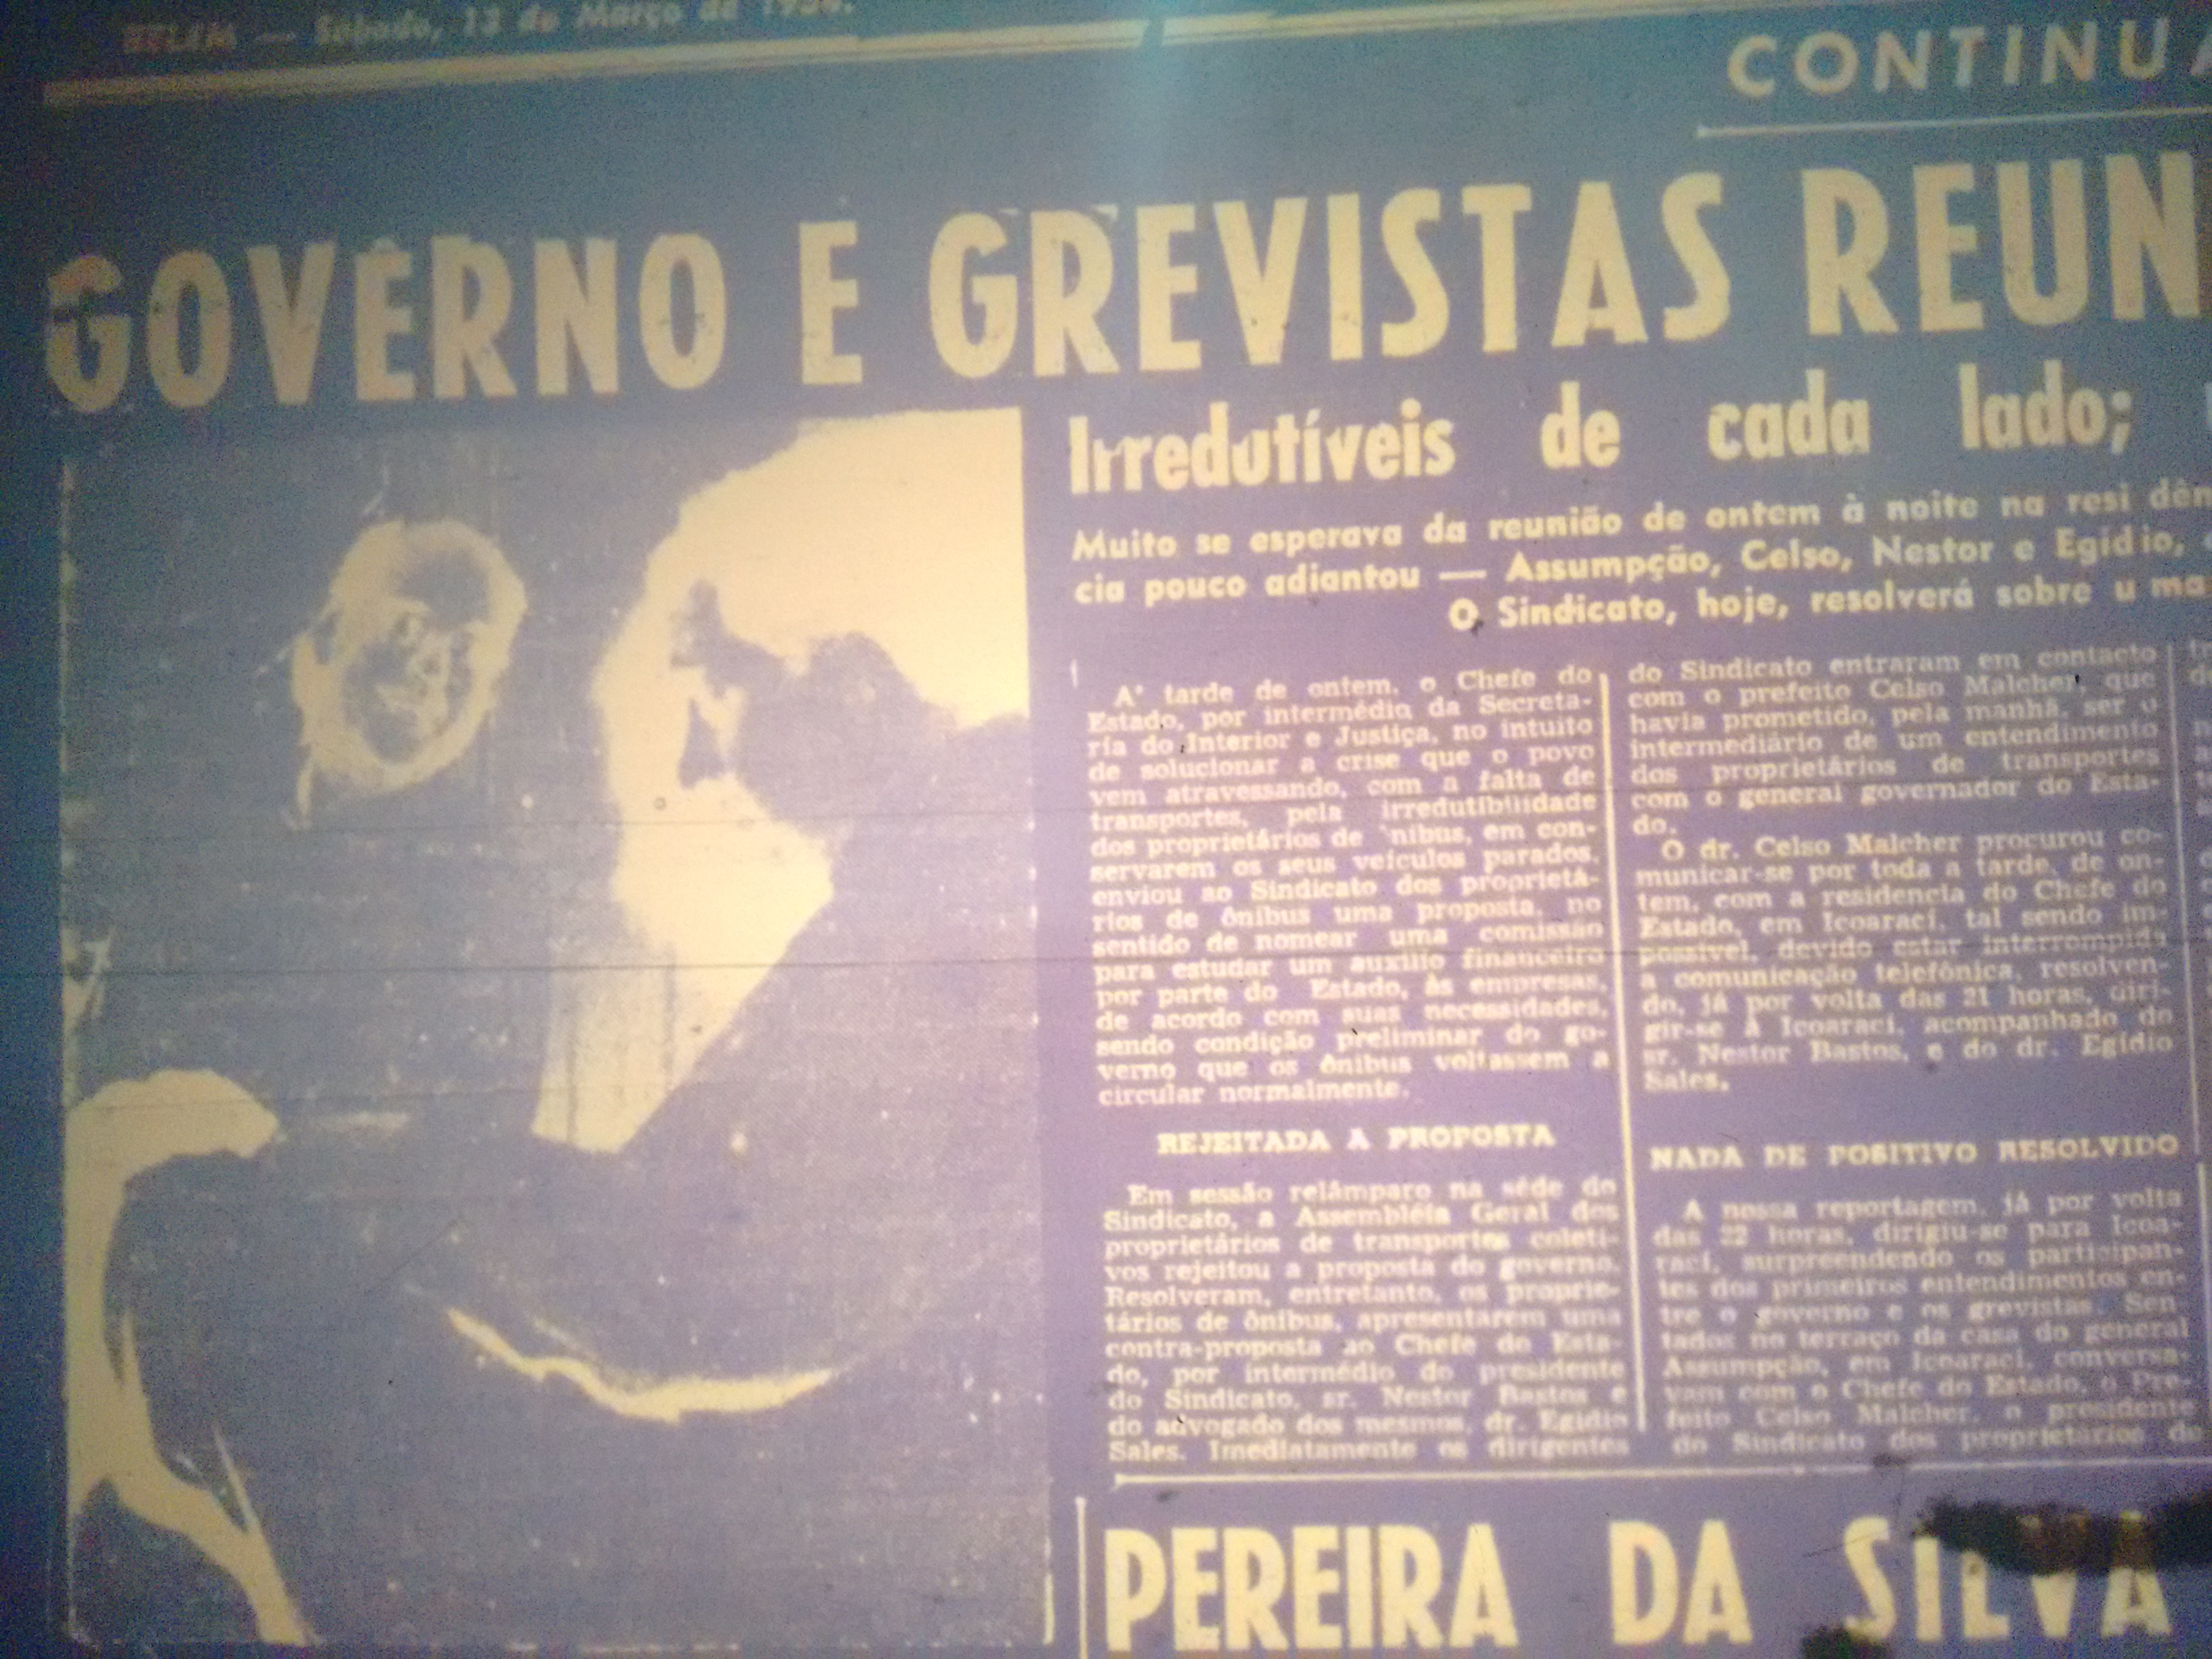 BELEM — Sábado, 13 de Março de
CONTINUA
GOVERNO E GREVISTAS REUN
Irredutíveis de cada lado;
Muito se esperava da reunião de ontem à noite na resi dên
cia pouco adiantou — Assumpção, Celso, Nestor e Egídio,
O Sindicato, hoje, resolverá sobre u ma
A' tarde de ontem, o Chefe do
Estado, por intermédio da Secreta-
ria do Interior e Justiça, no intuito
de solucionar a crise que o povo
vem atravessando, com a falta de
transportes, pela irredutibilidade
dos proprietários de 'nibus, em con-
servarem os seus veículos parados,
enviou ao Sindicato dos proprietá-
rios de ônibus uma proposta, no
sentido de nomear uma comissão
para estudar um auxílio financeiro
por parte do Estado, às empresas,
de acordo com suas necessidades,
sendo condição preliminar do go-
verno que os ônibus voltassem a
circular normalmente.
REJEITADA A PROPOSTA
Em sessão relâmparo na séde do
Sindicato, a Assembléia Geral dos
proprietários de transportes coleti-
vos rejeitou a proposta do governo.
Resolveram, entretanto, os proprie-
tários de ônibus, apresentarem uma
contra-proposta ao Chefe do Esta-
do, por intermédio do presidente
do Sindicato, sr. Nestor Bastos e
do advogado dos mesmos, dr. Egidio
Sales. Imediatamente os dirigentes
do Sindicato entraram em contacto
com o prefeito Celso Malcher, que
havia prometido, pela manhã, ser o
intermediário de um entendimento
dos proprietários de transportes
com o general governador do Esta-
do.
O dr. Celso Malcher procurou co-
municar-se por toda a tarde, de on-
tem, com a residencia do Chefe do
Estado, em Icoaraci, tal sendo im-
possivel, devido estar interrompida
a comunicação telefônica, resolven-
do, já por volta das 21 horas, diri-
gir-se à Icoaraci, acompanhado do
sr. Nestor Bastos, e do dr. Egidio
Sales.
NADA DE POSITIVO RESOLVIDO
A nossa reportagem, já por volta
das 22 horas, dirigiu-se para Icoa-
raci, surpreendendo os participan-
tes dos primeiros entendimentos en-
tre o governo e os grevistas. Sen-
tados no terraço da casa do general
Assumpção, em Icoaraci, conversa-
vam com o Chefe do Estado, o Pre-
feito Celso Malcher, o presidente
do Sindicato dos proprietarios de
PEREIRA DA SILVA